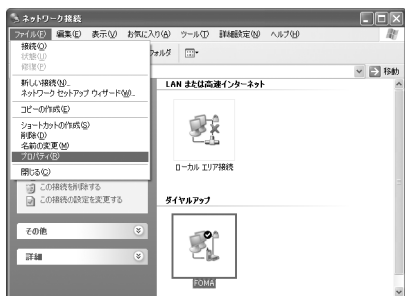 ネットワーク接続
ファイル(F) 編集(E) 表示(V) お気に入り(A) ツール(T) 詳細設定(N) ヘルプ(H)
接続(O)
状態(U)
修復(P)
新しい接続(N)...
ネットワーク セットアップ ウィザード(W)...
コピーの作成(C)
ショートカットの作成(S)
削除(D)
名前の変更(M)
プロパティ(R)
閉じる(C)
フォルダ
移動
LAN または高速インターネット
ローカル エリア接続
この接続を削除する
この接続の設定を変更する
その他
詳細
ダイヤルアップ
FOMA